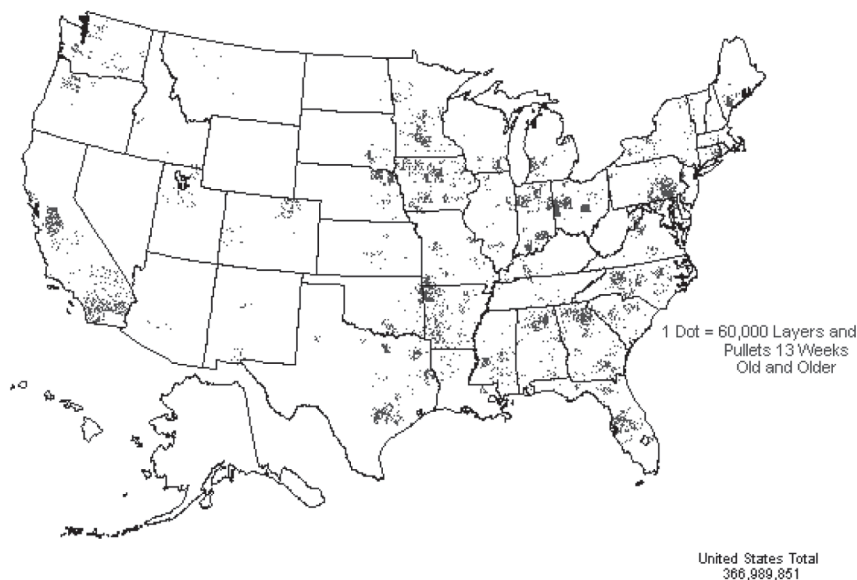 1 Dot = 60,000 Layers and
Pullets 13 Weeks
Old and Older
United States Total
366,989,851